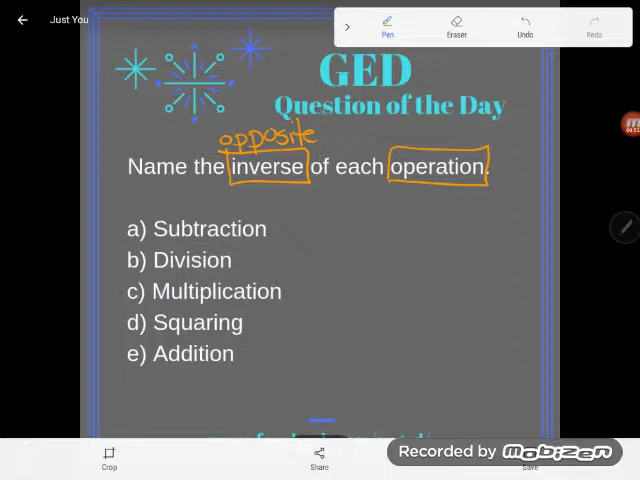 Just You
Pen
Eraser
Undo
Redo
GED
Question of the Day
opposite
Name the inverse of each operation.
a) Subtraction
b) Division
c) Multiplication
d) Squaring
e) Addition
Crop
Share
Save
Recorded by Mobizen